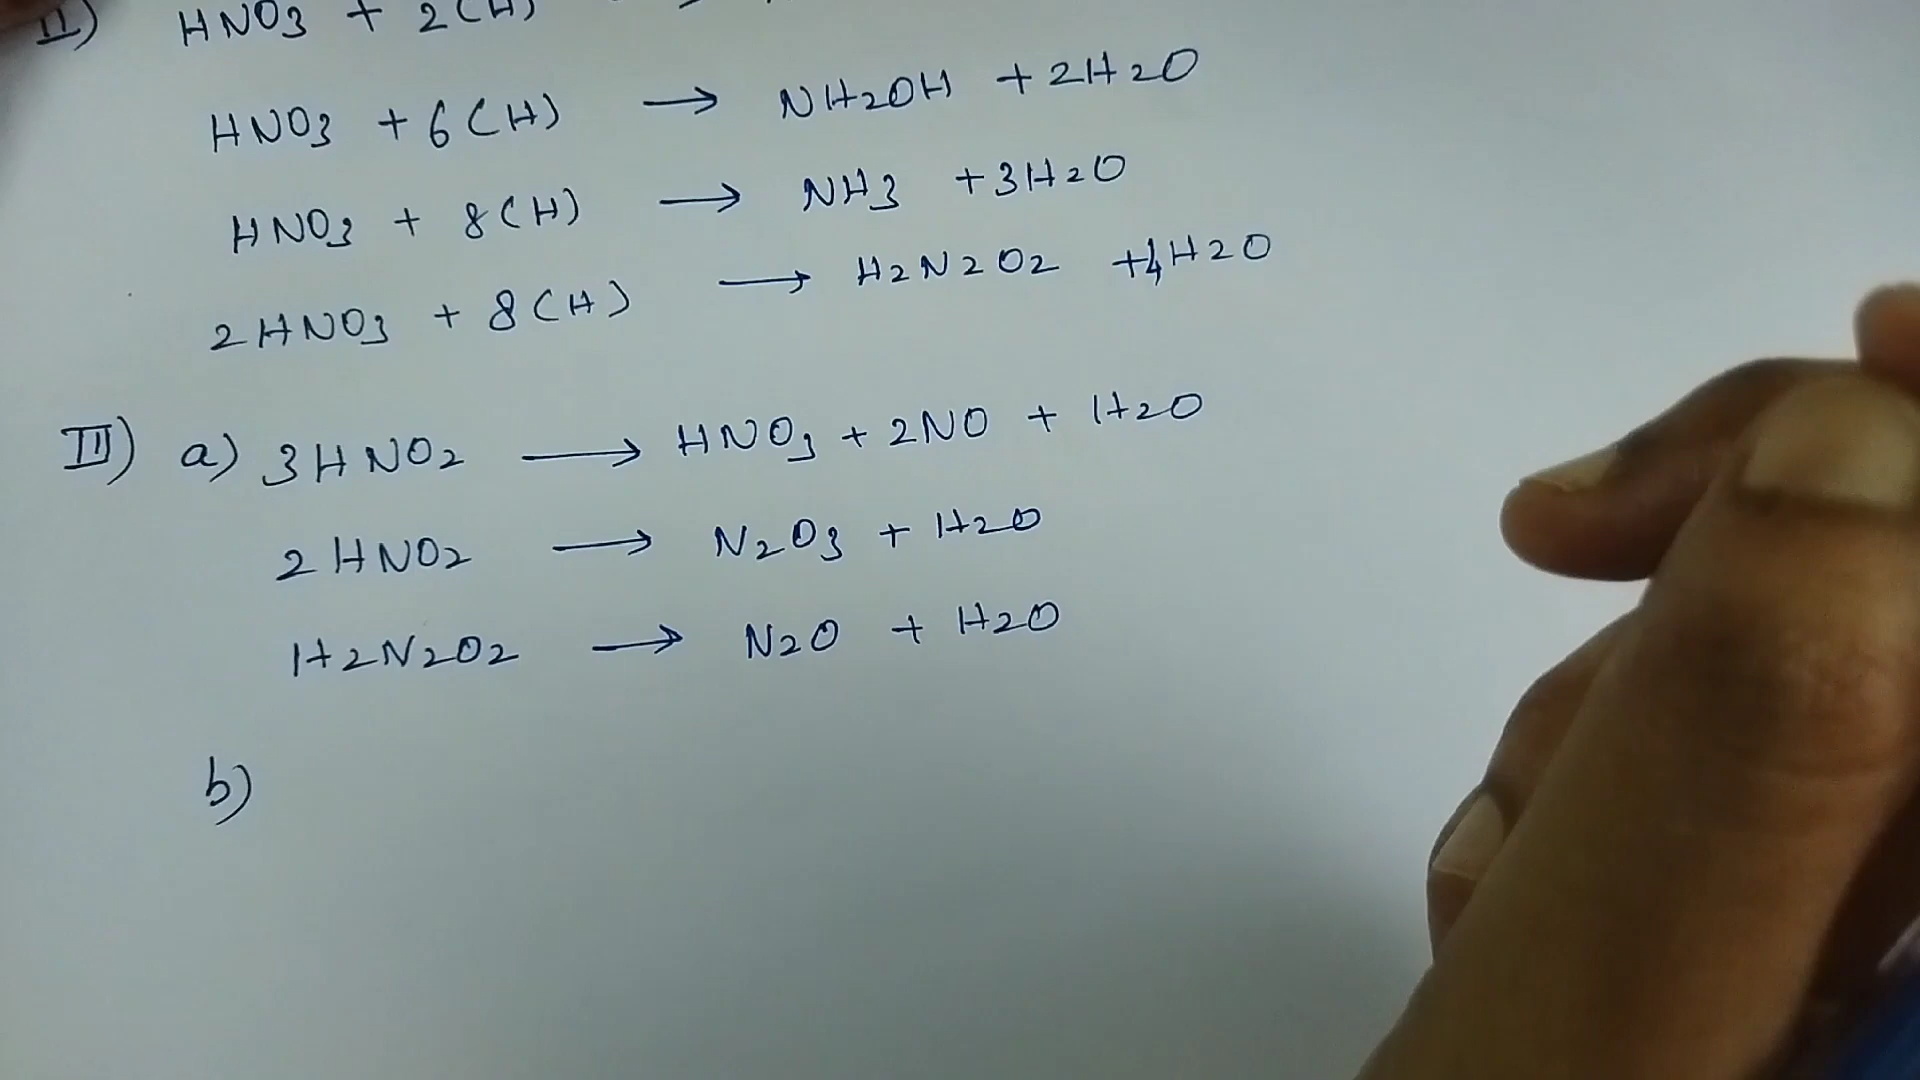 II) HNO3 + 2(H)
HNO3 + 6(H) → NH2OH + 2H2O
HNO3 + 8(H) → NH3 + 3H2O
2HNO3 + 8(H) → H2N2O2 + 4H2O
III) a) 3HNO2 → HNO3 + 2NO + H2O
2HNO2 → N2O3 + H2O
H2N2O2 → N2O + H2O
b)